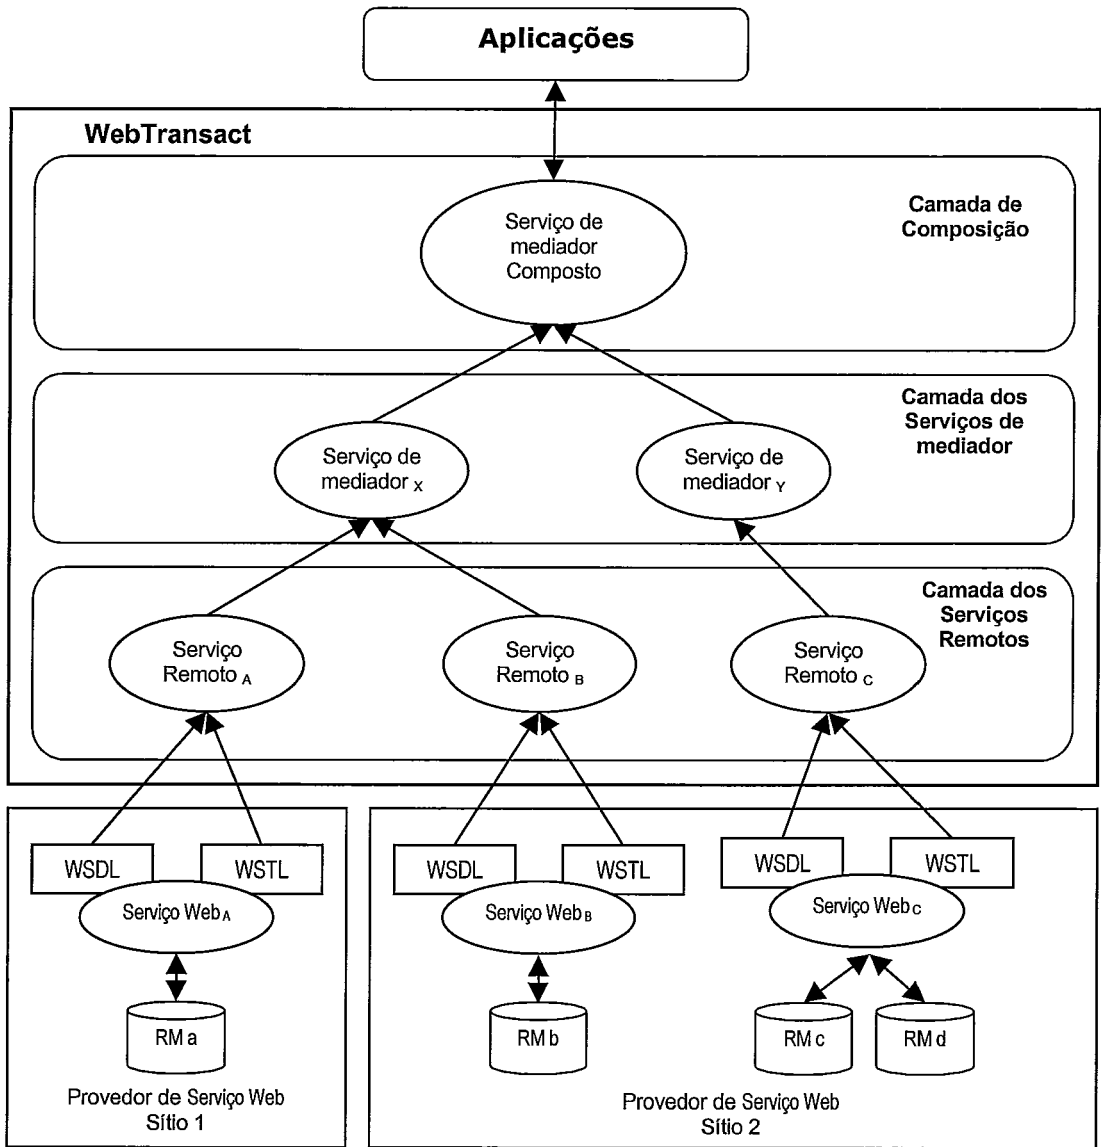 Aplicações
WebTransact
Camada de
Composição
Serviço de
mediador
Composto
Camada dos
Serviços de
mediador
Serviço de
mediador X
Serviço de
mediador Y
Camada dos
Serviços
Remotos
Serviço
Remoto A
Serviço
Remoto B
Serviço
Remoto C
WSDL
WSTL
Serviço Web A
RM a
Provedor de Serviço Web
Sítio 1
WSDL
WSTL
Serviço Web B
RM b
WSDL
WSTL
Serviço Web C
RM c
RM d
Provedor de Serviço Web
Sítio 2